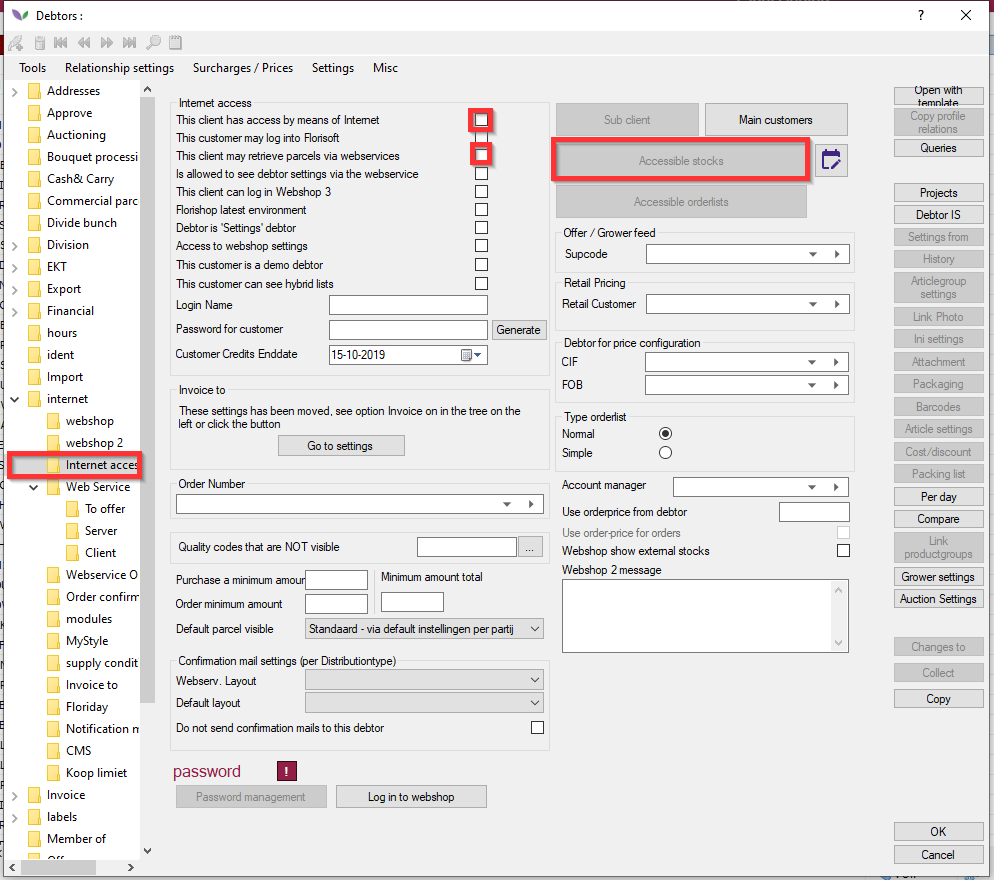 Debtors :
?
Tools Relationship settings Surcharges / Prices Settings Misc
Addresses
Approve
Auctioning
Bouquet processi
Cash& Carry
Commercial parc
Divide bunch
Division
EKT
Export
Financial
hours
ident
Import
internet
webshop
webshop 2
Internet acces
Web Service
To offer
Server
Client
Webservice O
Order confirm
modules
MyStyle
supply condit
Invoice to
Floriday
Notification m
CMS
Koop limiet
Invoice
labels
Member of
Internet access
This client has access by means of Internet
This customer may log into Florisoft
This client may retrieve parcels via webservices
Is allowed to see debtor settings via the webservice
This client can log in Webshop 3
Florishop latest environment
Debtor is 'Settings' debtor
Access to webshop settings
This customer is a demo debtor
This customer can see hybrid lists
Login Name
Password for customer
Generate
Customer Credits Enddate
15-10-2019
Invoice to
These settings has been moved, see option Invoice on in the tree on the
left or click the button
Go to settings
Order Number
Quality codes that are NOT visible
...
Purchase a minimum amour
Minimum amount total
Order minimum amount
Default parcel visible
Standaard - via default instellingen per partij
Confirmation mail settings (per Distributiontype)
Webserv. Layout
Default layout
Do not send confirmation mails to this debtor
password
!
Password management
Log in to webshop
Sub client
Main customers
Accessible stocks
Accessible orderlists
Offer / Grower feed
Supcode
Retail Pricing
Retail Customer
Debtor for price configuration
CIF
FOB
Type orderlist
Normal
Simple
Account manager
Use orderprice from debtor
Use order-price for orders
Webshop show external stocks
Webshop 2 message
Open with
template
Copy profile
relations
Queries
Projects
Debtor IS
Settings from
History
Articlegroup
settings
Link Photo
Ini settings
Attachment
Packaging
Barcodes
Article settings
Cost/discount
Packing list
Per day
Compare
Link
productgroups
Grower settings
Auction Settings
Changes to
Collect
Copy
OK
Cancel